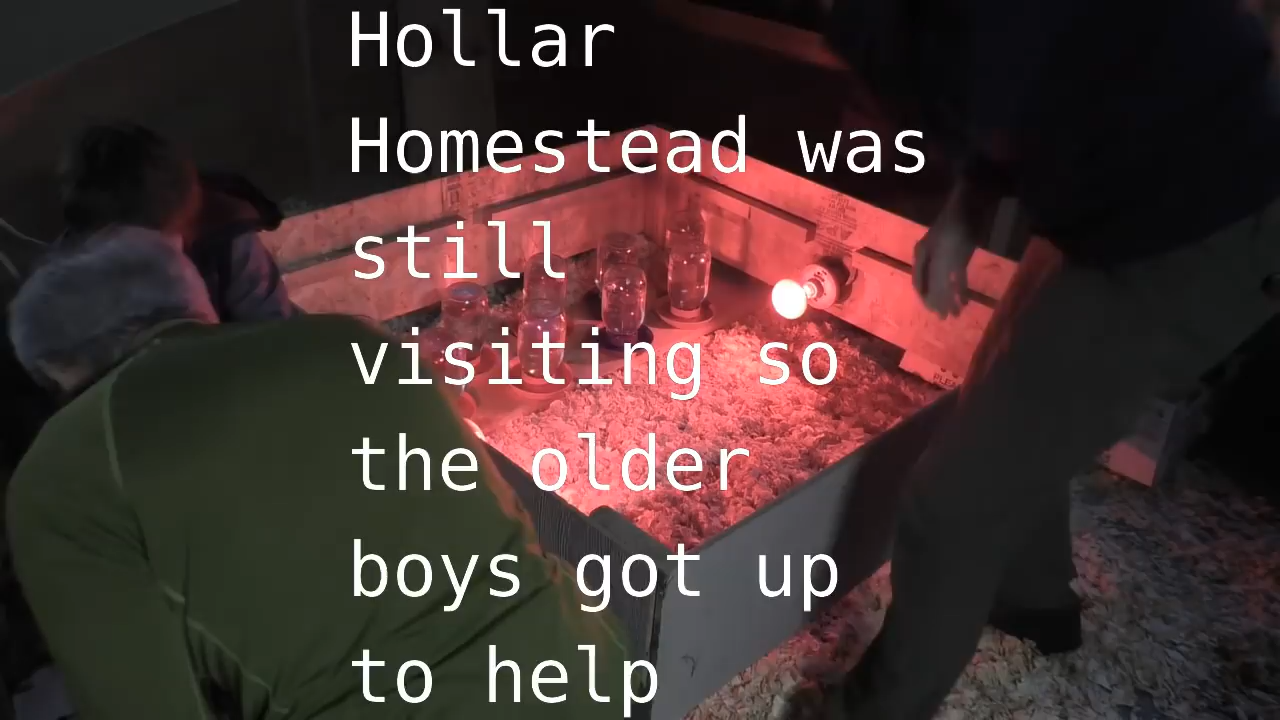 Hollar
Homestead was
still
visiting so
the older
boys got up
to help